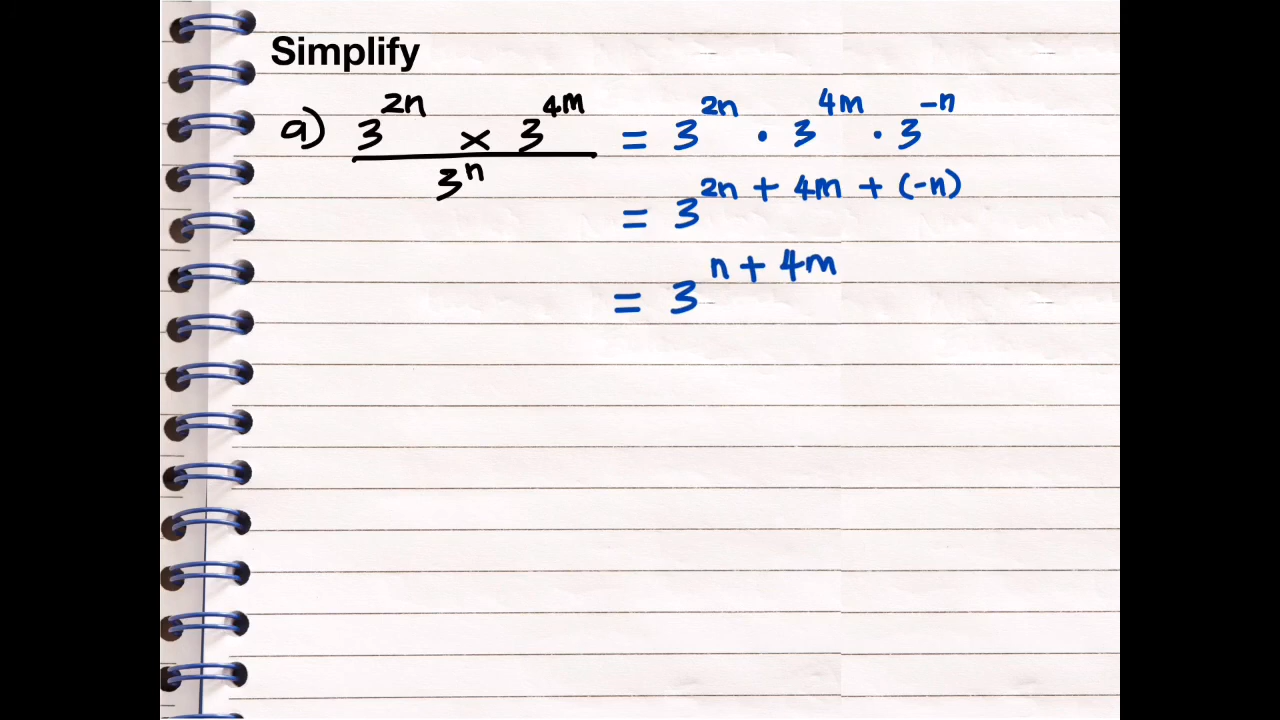 Simplify
a) (3^{2n} × 3^{4m}) / 3^{n} = 3^{2n} · 3^{4m} · 3^{-n}
= 3^{2n + 4m + (-n)}
= 3^{n + 4m}